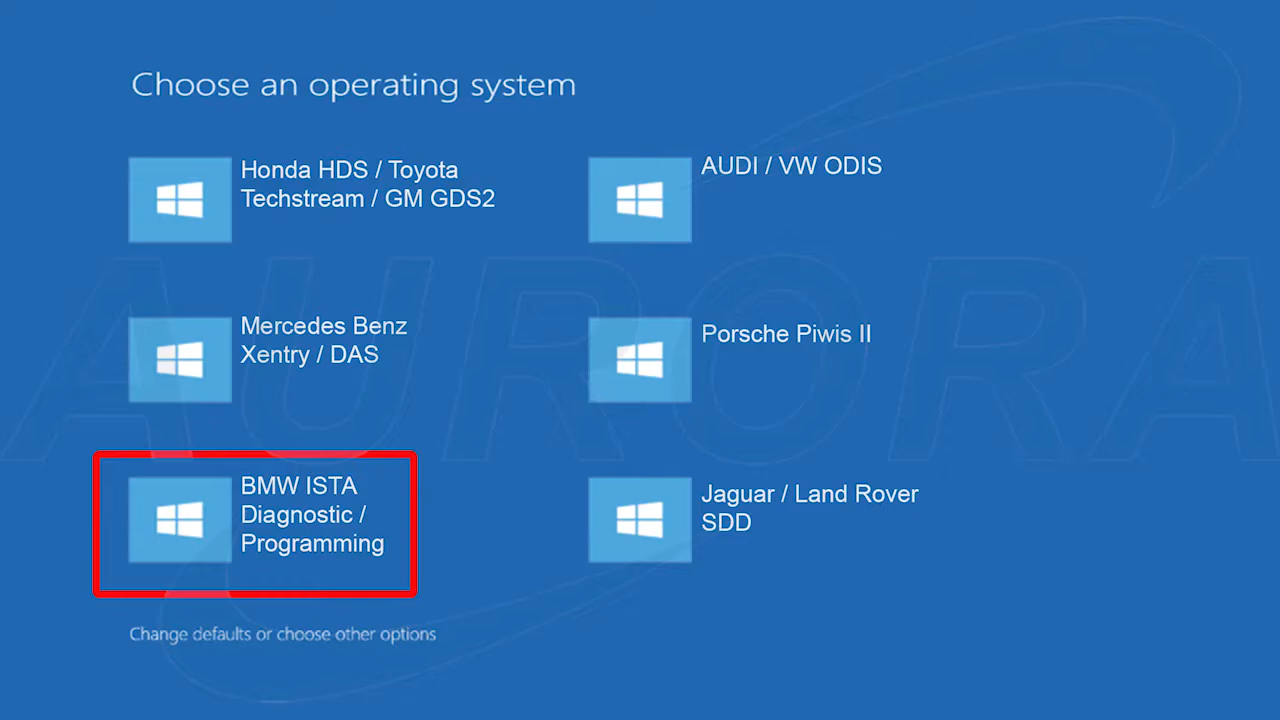 Choose an operating system
Honda HDS / Toyota
Techstream / GM GDS2
AUDI / VW ODIS
Mercedes Benz
Xentry / DAS
Porsche Piwis II
BMW ISTA
Diagnostic /
Programming
Jaguar / Land Rover
SDD
Change defaults or choose other options
AURORA